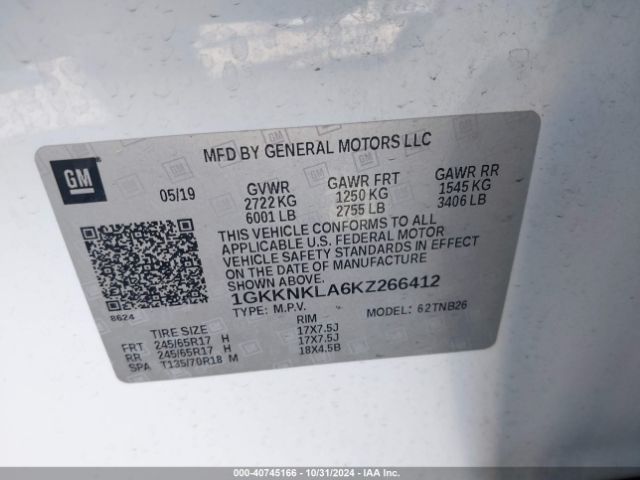 GM
MFD BY GENERAL MOTORS LLC
05/19 GVWR GAWR FRT GAWR RR
2722 KG 1250 KG 1545 KG
6001 LB 2755 LB 3406 LB
THIS VEHICLE CONFORMS TO ALL
APPLICABLE U.S. FEDERAL MOTOR
VEHICLE SAFETY STANDARDS IN EFFECT
ON THE DATE OF MANUFACTURE
SHOWN ABOVE.
1GKKNKLA6KZ266412
8624 TYPE: M.P.V. MODEL: 62TNB26
TIRE SIZE RIM
FRT 245/65R17 H 17X7.5J
RR 245/65R17 H 17X7.5J
SPA T135/70R18 M 18X4.5B
000-40745166 - 10/31/2024 - IAA Inc.